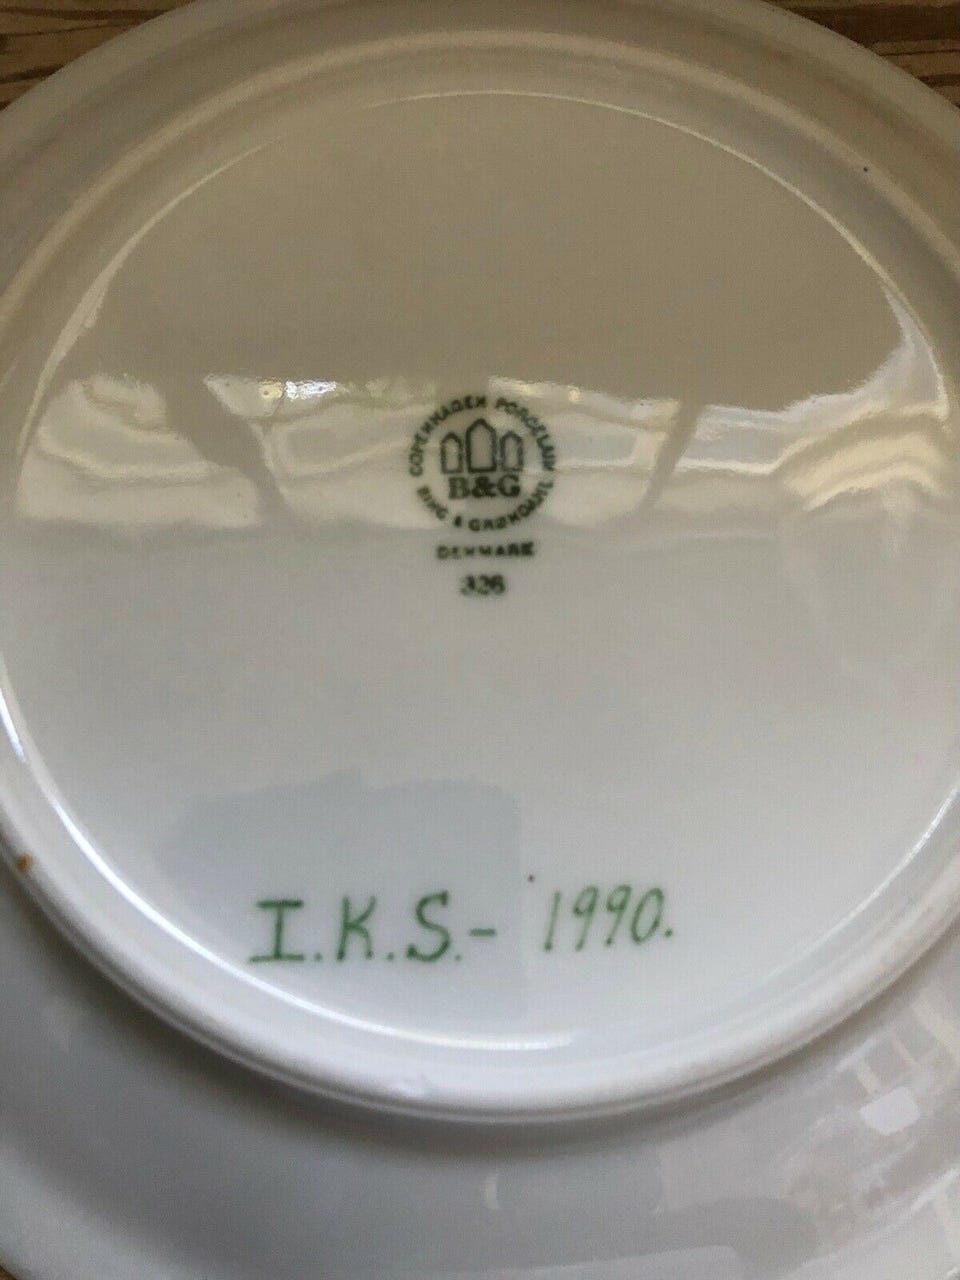 COPENHAGEN PORCELAIN
B&G
BING & GRØNDAHL
DENMARK
326
I.K.S.- 1990.